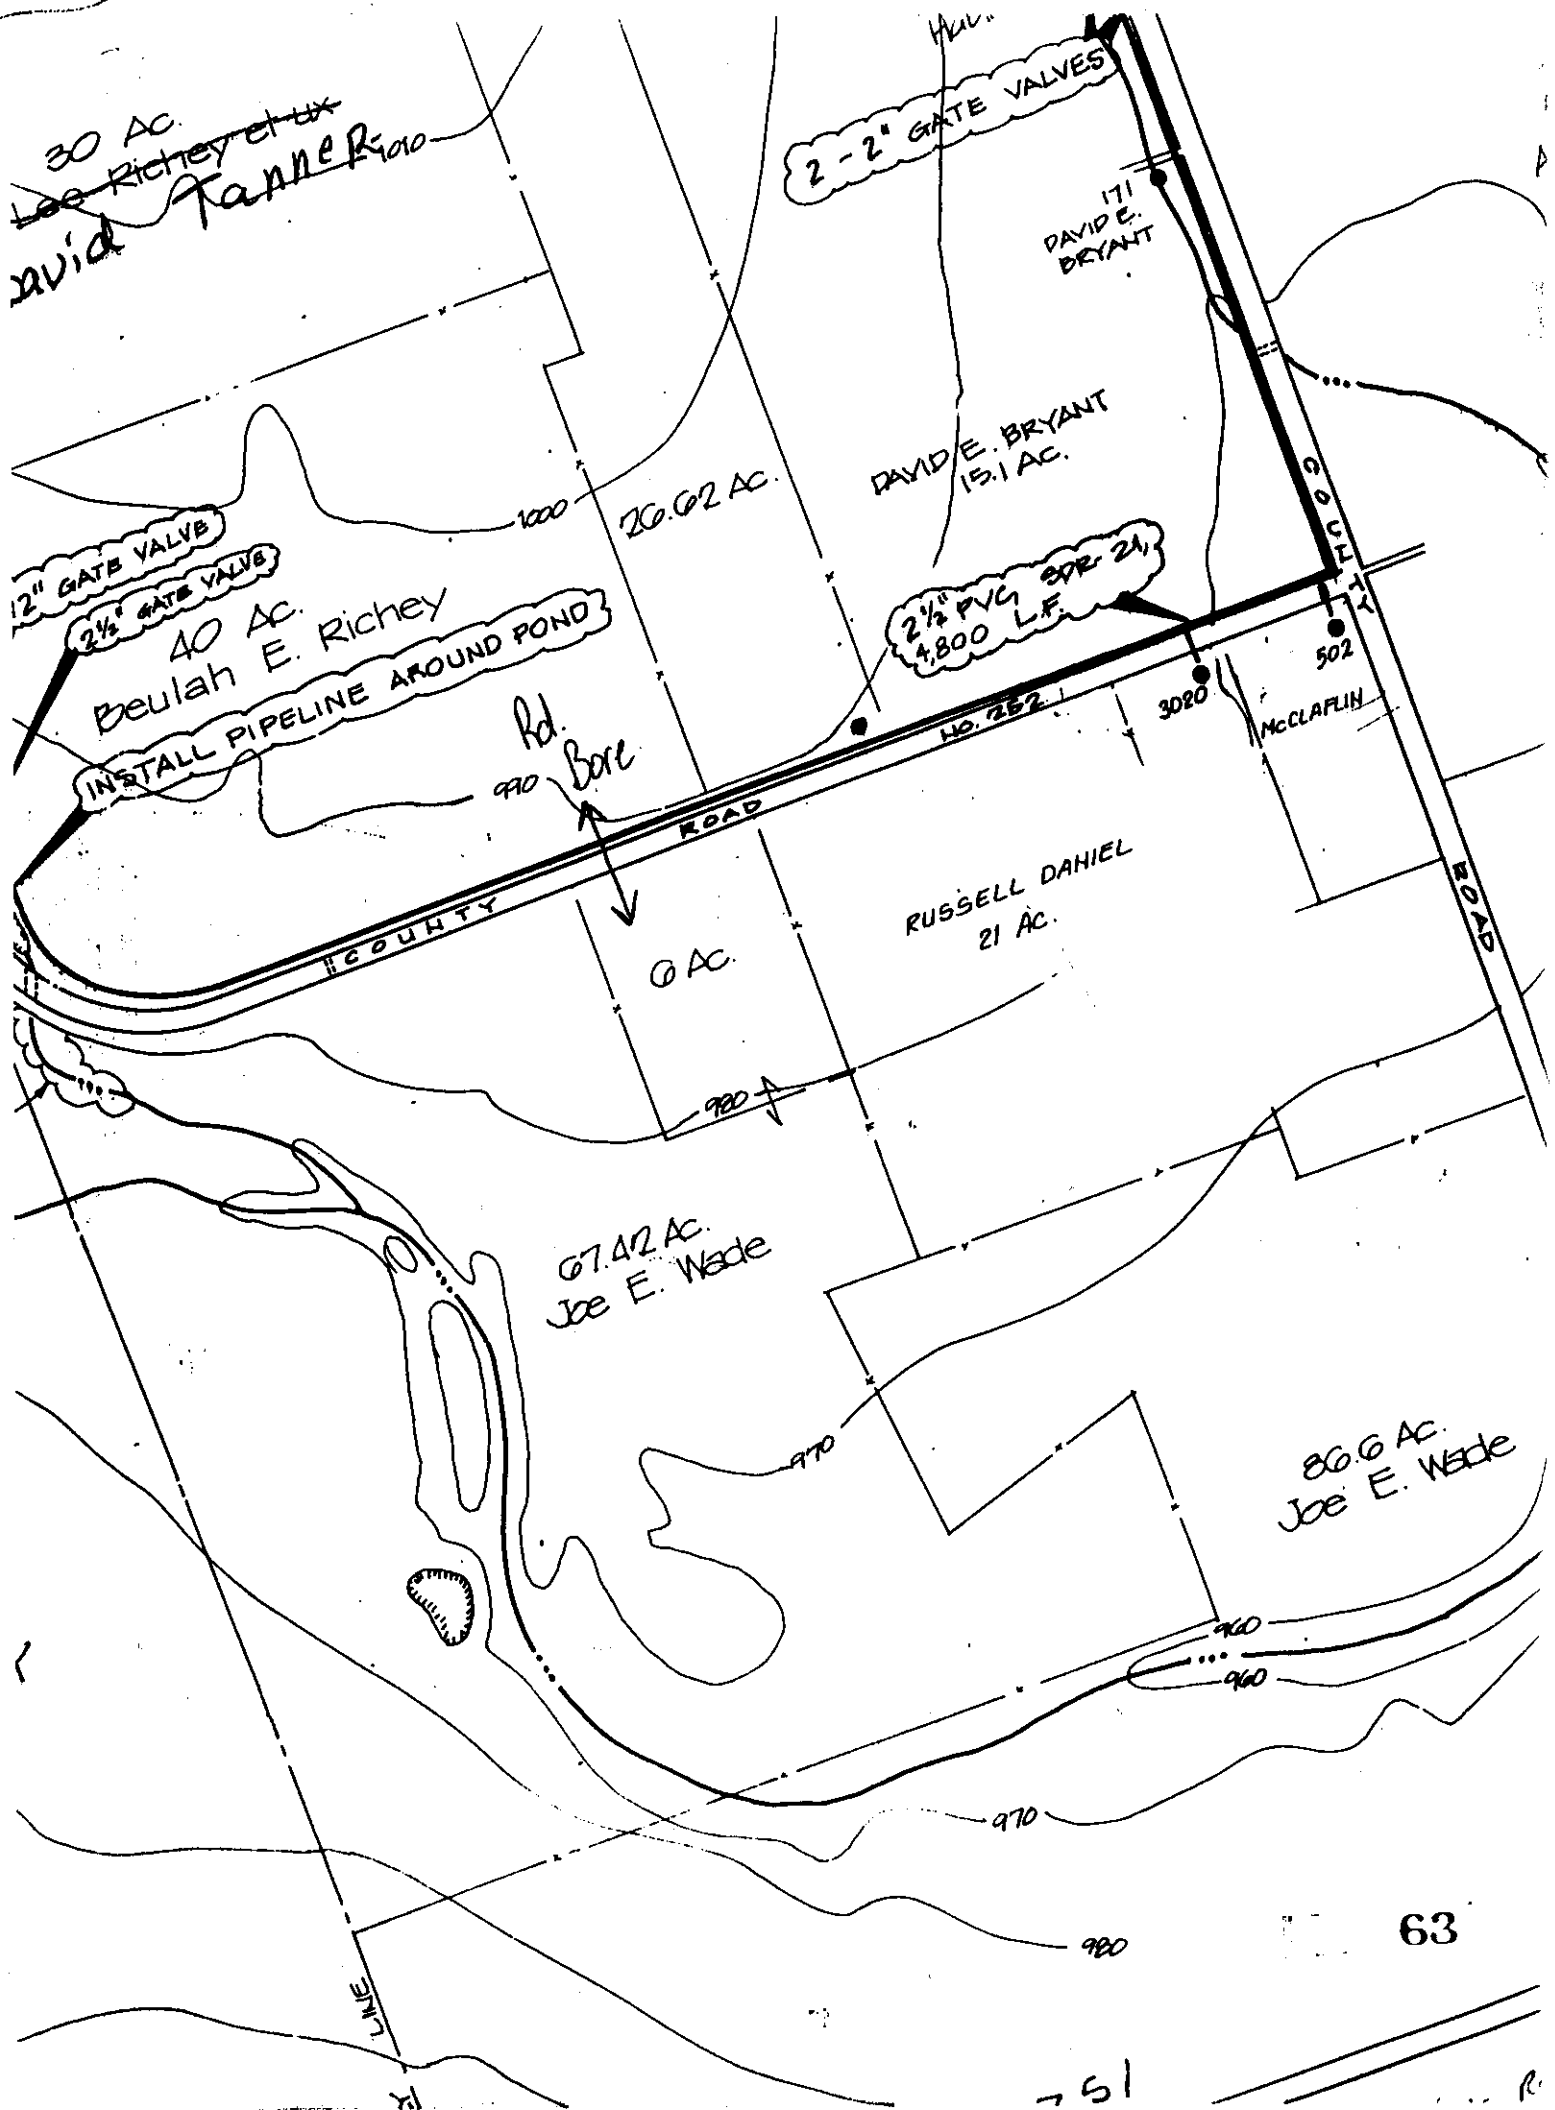 30 Ac.
Lee Richey et ux
David Tanner
1010
2 - 2" GATE VALVES
171
DAVID E.
BRYANT
DAVID E. BRYANT
15.1 AC.
26.62 AC.
1000
12" GATE VALVE
2½" GATE VALVE
40 AC.
Beulah E. Richey
INSTALL PIPELINE AROUND POND
2½" PVC SDR-21,
4,800 L.F.
COUNTY
ROAD
502
3020
McCLAFLIN
Rd.
Bore
990
COUNTY ROAD NO. 252
RUSSELL DANIEL
21 AC.
6 AC.
980
67.42 AC.
Joe E. Wade
970
86.6 AC.
Joe E. Wade
960
960
970
980
63
LINE
751